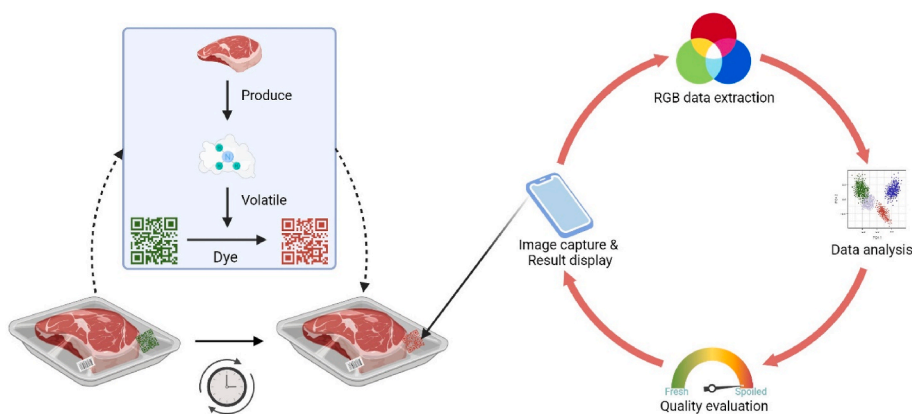 Produce
N
Volatile
Dye
RGB data extraction
Image capture &
Result display
Data analysis
Fresh
Spoiled
Quality evaluation